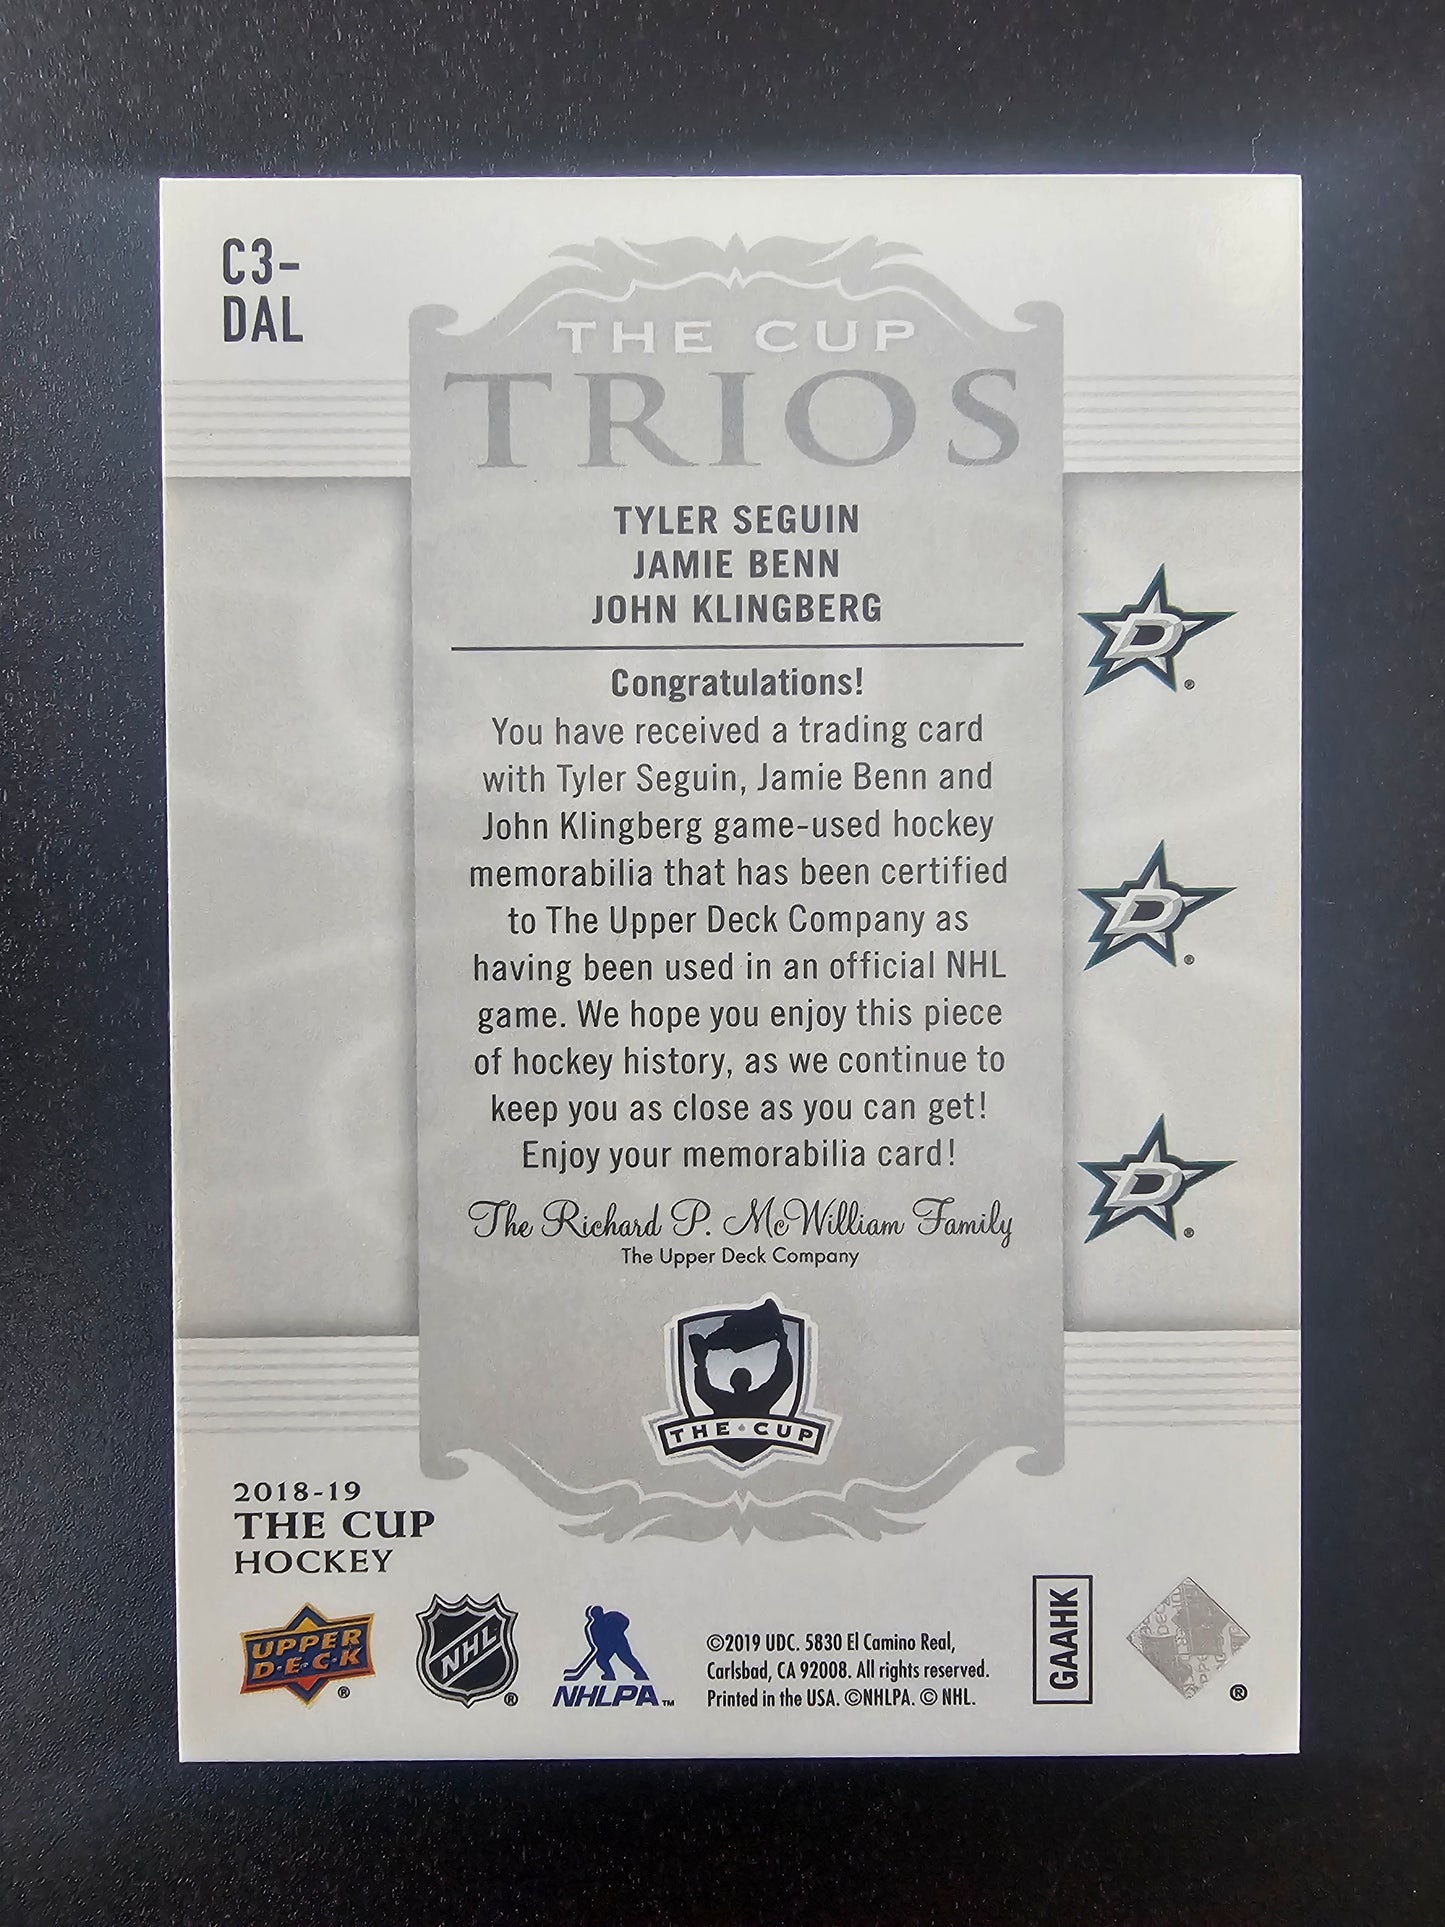 C3-
DAL
THE CUP
TRIOS
TYLER SEGUIN
JAMIE BENN
JOHN KLINGBERG
Congratulations!
You have received a trading card
with Tyler Seguin, Jamie Benn and
John Klingberg game-used hockey
memorabilia that has been certified
to The Upper Deck Company as
having been used in an official NHL
game. We hope you enjoy this piece
of hockey history, as we continue to
keep you as close as you can get!
Enjoy your memorabilia card!
The Richard P. McWilliam Family
The Upper Deck Company
D ®
D ®
D ®
THE CUP
2018-19
THE CUP
HOCKEY
UPPER
D·E·C·K ®
NHL ®
NHLPA™
©2019 UDC. 5830 El Camino Real,
Carlsbad, CA 92008. All rights reserved.
Printed in the USA. ©NHLPA. © NHL.
GAAHK
®